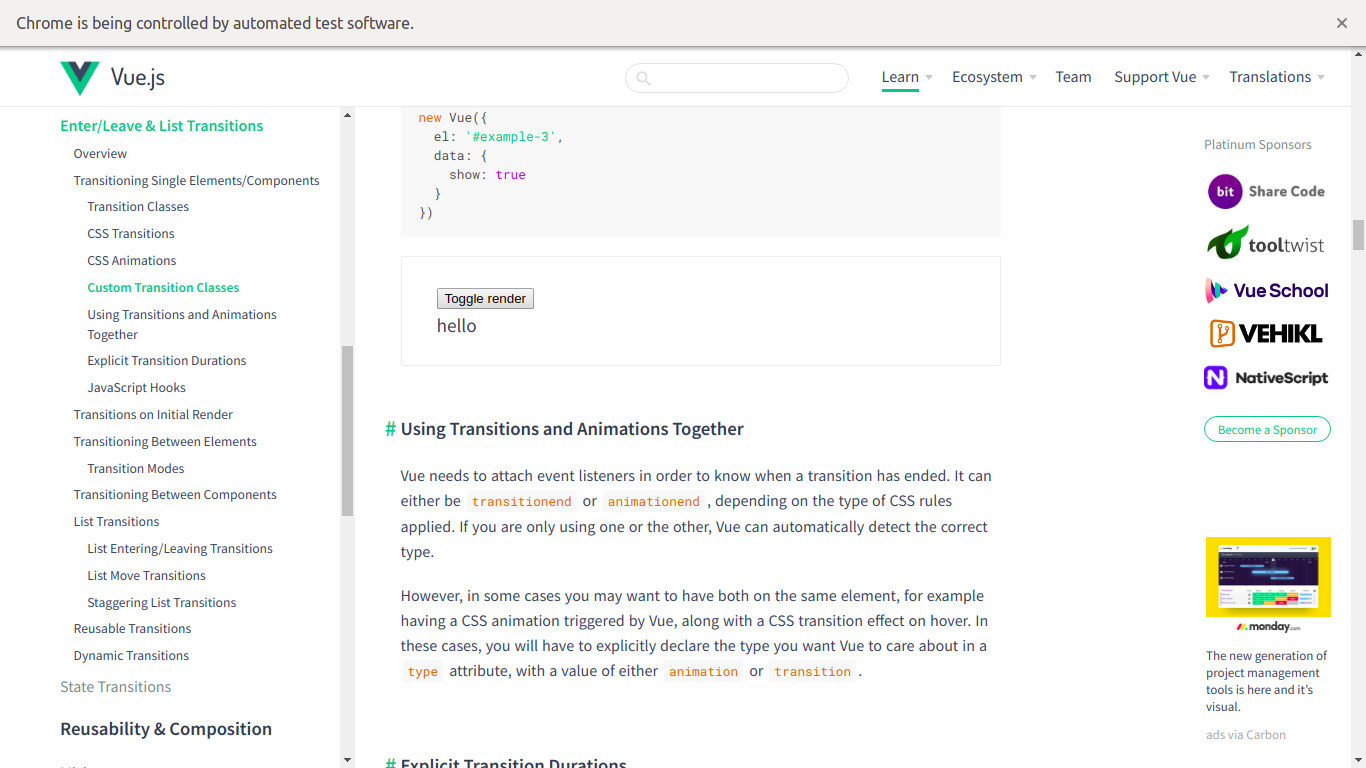 Chrome is being controlled by automated test software.
Vue.js
Learn
Ecosystem
Team
Support Vue
Translations
Enter/Leave & List Transitions
Overview
Transitioning Single Elements/Components
Transition Classes
CSS Transitions
CSS Animations
Custom Transition Classes
Using Transitions and Animations
Together
Explicit Transition Durations
JavaScript Hooks
Transitions on Initial Render
Transitioning Between Elements
Transition Modes
Transitioning Between Components
List Transitions
List Entering/Leaving Transitions
List Move Transitions
Staggering List Transitions
Reusable Transitions
Dynamic Transitions
State Transitions
Reusability & Composition
new Vue({
el: '#example-3',
data: {
show: true
}
})
Toggle render
hello
# Using Transitions and Animations Together
Vue needs to attach event listeners in order to know when a transition has ended. It can
either be transitionend or animationend , depending on the type of CSS rules
applied. If you are only using one or the other, Vue can automatically detect the correct
type.
However, in some cases you may want to have both on the same element, for example
having a CSS animation triggered by Vue, along with a CSS transition effect on hover. In
these cases, you will have to explicitly declare the type you want Vue to care about in a
type attribute, with a value of either animation or transition .
# Explicit Transition Durations
Platinum Sponsors
bit Share Code
tooltwist
Vue School
VEHIKL
NativeScript
Become a Sponsor
monday.com
The new generation of
project management
tools is here and it's
visual.
ads via Carbon